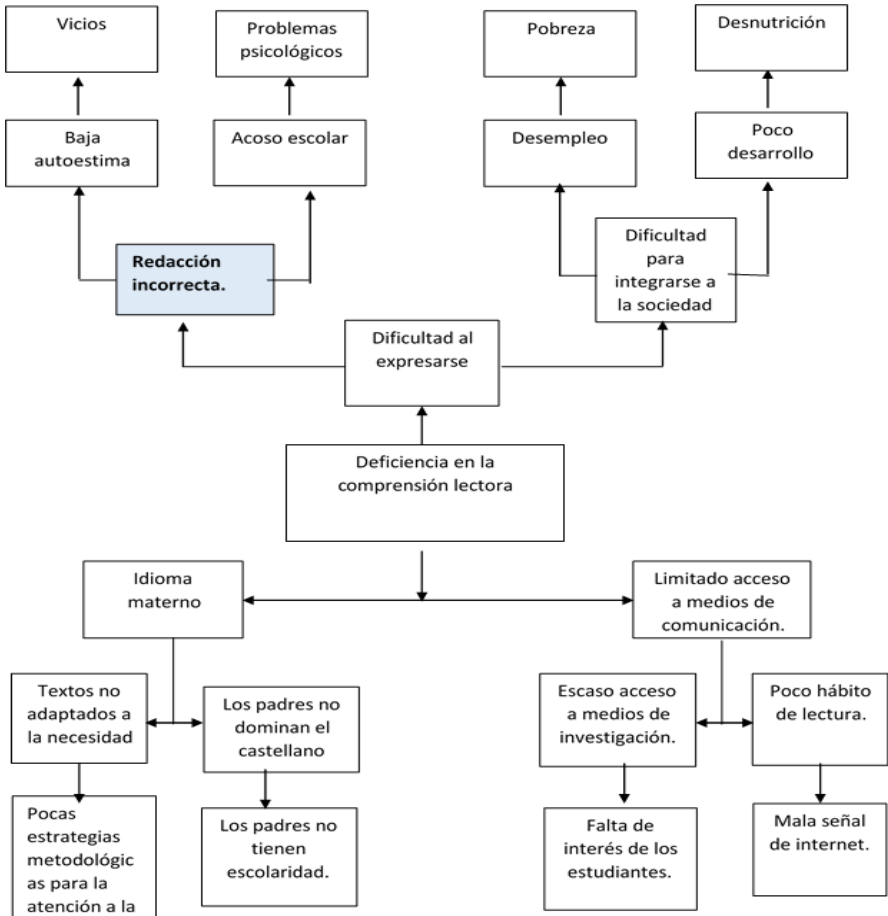 Vicios
Problemas
psicológicos
Pobreza
Desnutrición
Baja
autoestima
Acoso escolar
Desempleo
Poco
desarrollo
Redacción
incorrecta.
Dificultad
para
integrarse a
la sociedad
Dificultad al
expresarse
Deficiencia en la
comprensión lectora
Idioma
materno
Limitado acceso
a medios de
comunicación.
Textos no
adaptados a
la necesidad
Los padres no
dominan el
castellano
Escaso acceso
a medios de
investigación.
Poco hábito
de lectura.
Pocas
estrategias
metodológic
as para la
atención a la
Los padres no
tienen
escolaridad.
Falta de
interés de los
estudiantes.
Mala señal
de internet.